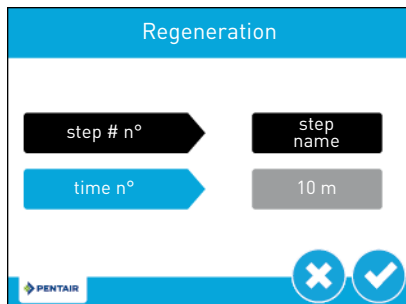 Regeneration
step # n°
step
name
time n°
10 m
PENTAIR